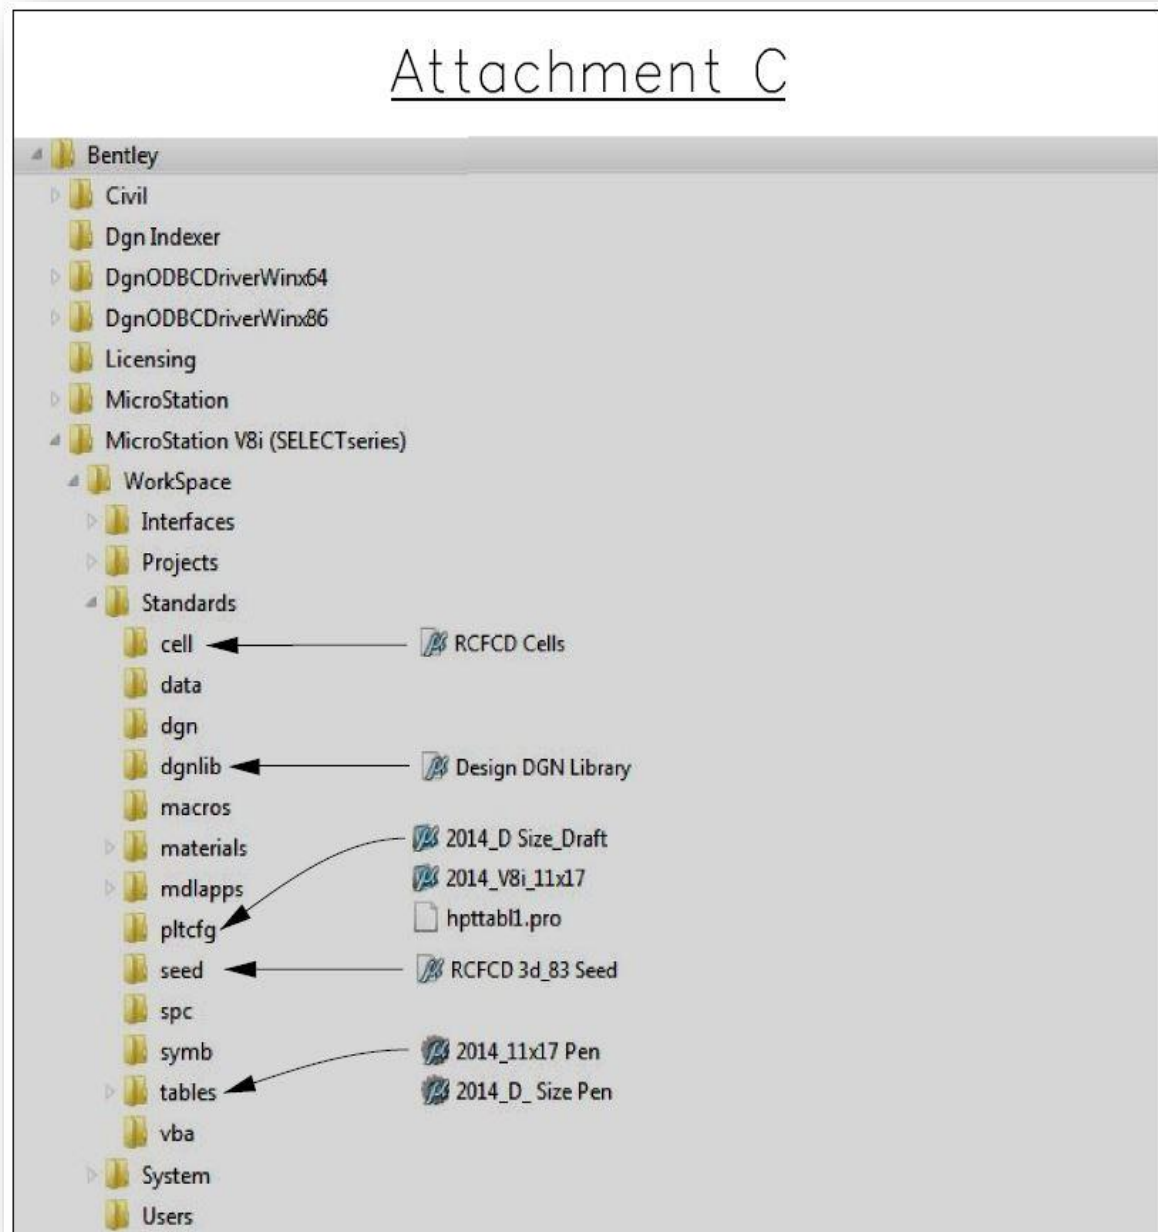 Attachment C
Bentley
Civil
Dgn Indexer
DgnODBCDriverWinx64
DgnODBCDriverWinx86
Licensing
MicroStation
MicroStation V8i (SELECTseries)
WorkSpace
Interfaces
Projects
Standards
cell RCFCD Cells
data
dgn
dgnlib Design DGN Library
macros
2014_D Size_Draft
materials
2014_V8i_11x17
mdlapps
hpttabl1.pro
pltcfg
seed RCFCD 3d_83 Seed
spc
symb 2014_11x17 Pen
tables 2014_D_ Size Pen
vba
System
Users